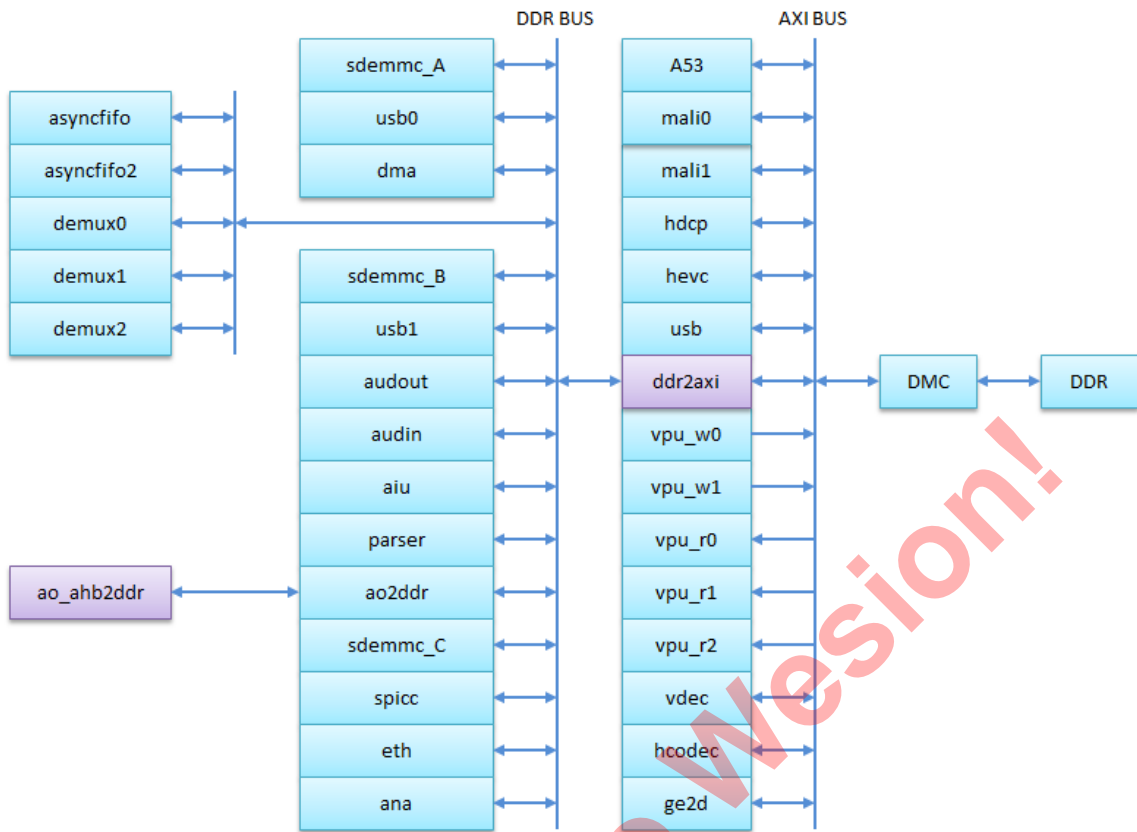 DDR BUS
AXI BUS
asyncfifo
asyncfifo2
demux0
demux1
demux2
ao_ahb2ddr
sdemmc_A
usb0
dma
sdemmc_B
usb1
audout
audin
aiu
parser
ao2ddr
sdemmc_C
spicc
eth
ana
A53
mali0
mali1
hdcp
hevc
usb
ddr2axi
vpu_w0
vpu_w1
vpu_r0
vpu_r1
vpu_r2
vdec
hcodec
ge2d
DMC
DDR
Wesion!